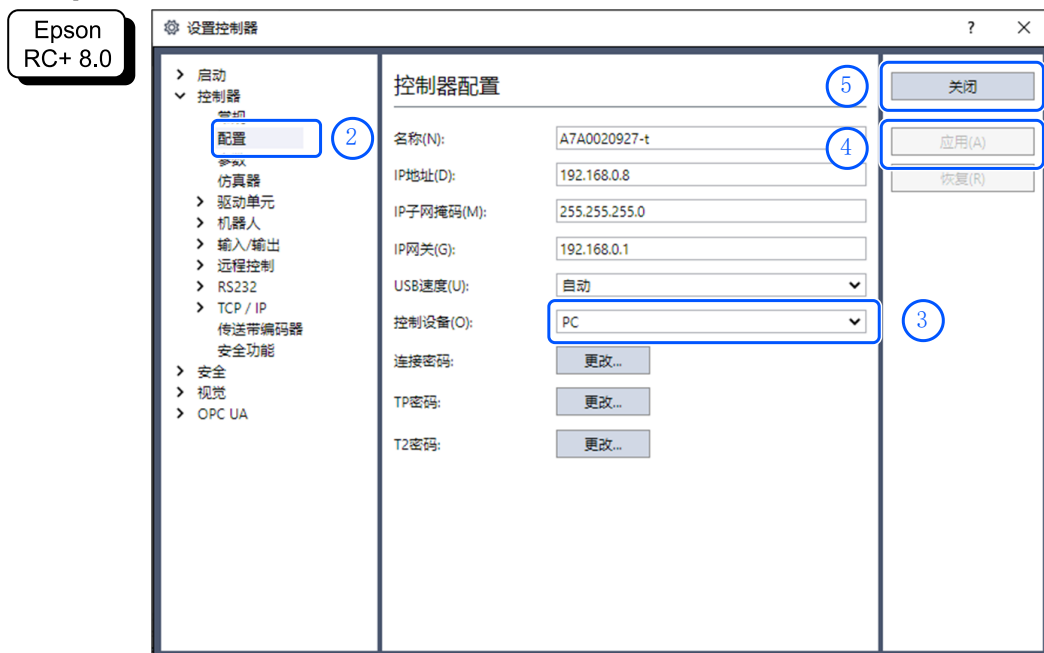 Epson
RC+ 8.0
设置控制器
?
启动
控制器
常规
配置
②
参数
仿真器
驱动单元
机器人
输入/输出
远程控制
RS232
TCP / IP
传送带编码器
安全功能
安全
视觉
OPC UA
控制器配置
名称(N):
A7A0020927-t
IP地址(D):
192.168.0.8
IP子网掩码(M):
255.255.255.0
IP网关(G):
192.168.0.1
USB速度(U):
自动
控制设备(O):
PC
③
连接密码:
更改...
TP密码:
更改...
T2密码:
更改...
⑤
关闭
④
应用(A)
恢复(R)